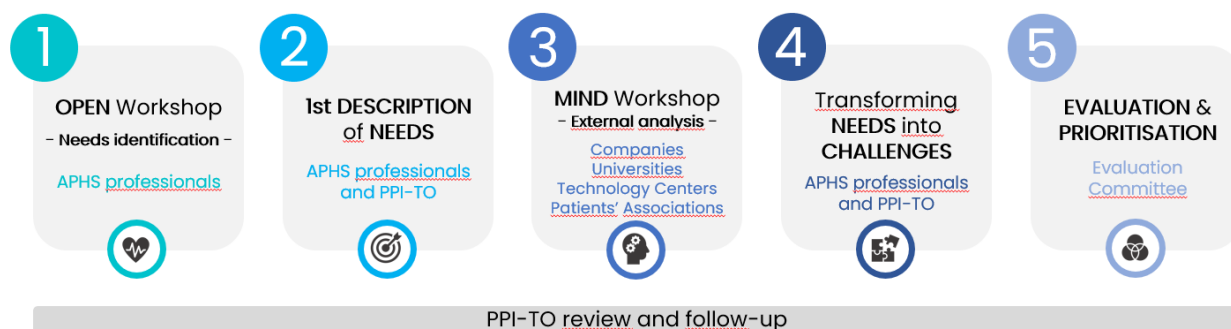 1
OPEN Workshop
- Needs identification -
APHS professionals
2
1st DESCRIPTION
of NEEDS
APHS professionals
and PPI-TO
3
MIND Workshop
- External analysis -
Companies
Universities
Technology Centers
Patients' Associations
4
Transforming
NEEDS into
CHALLENGES
APHS professionals
and PPI-TO
5
EVALUATION &
PRIORITISATION
Evaluation
Committee
PPI-TO review and follow-up